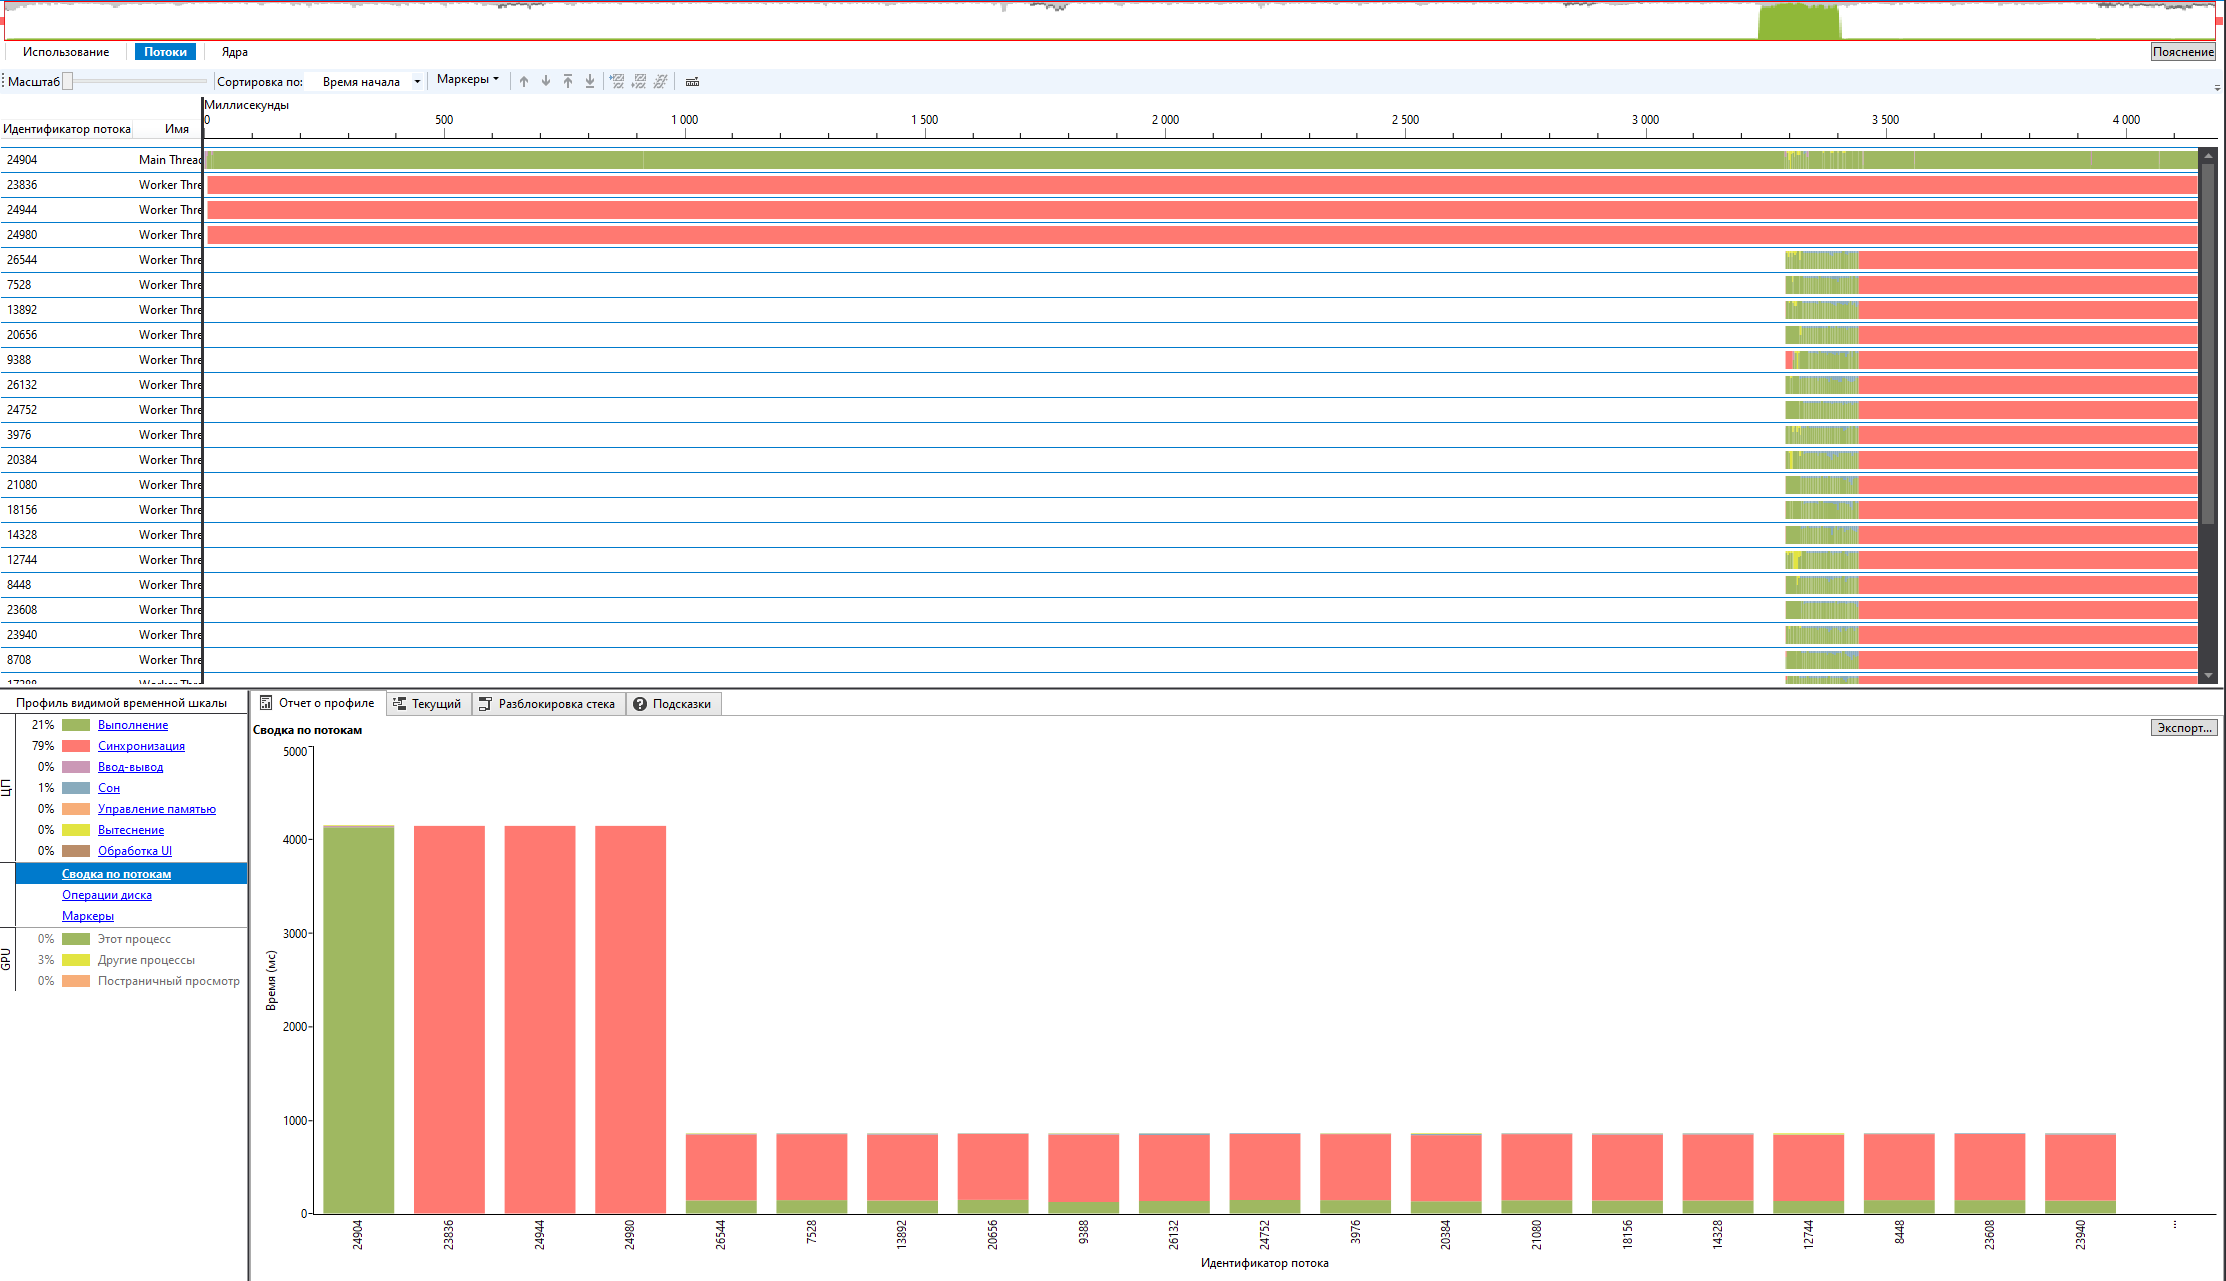 Использование Потоки Ядра Пояснение
Масштаб Сортировка по: Время начала Маркеры
Миллисекунды
Идентификатор потока Имя 0 500 1 000 1 500 2 000 2 500 3 000 3 500 4 000
24904 Main Threa
23836 Worker Thre
24944 Worker Thre
24980 Worker Thre
26544 Worker Thre
7528 Worker Thre
13892 Worker Thre
20656 Worker Thre
9388 Worker Thre
26132 Worker Thre
24752 Worker Thre
3976 Worker Thre
20384 Worker Thre
21080 Worker Thre
18156 Worker Thre
14328 Worker Thre
12744 Worker Thre
8448 Worker Thre
23608 Worker Thre
23940 Worker Thre
8708 Worker Thre
Профиль видимой временной шкалы
ЦП
21% Выполнение
79% Синхронизация
0% Ввод-вывод
1% Сон
0% Управление памятью
0% Вытеснение
0% Обработка UI
Сводка по потокам
Операции диска
Маркеры
GPU
0% Этот процесс
3% Другие процессы
0% Постраничный просмотр
Отчет о профиле Текущий Разблокировка стека Подсказки
Сводка по потокам Экспорт...
5000
4000
3000
2000
1000
0
Время (мс)
24904 23836 24944 24980 26544 7528 13892 20656 9388 26132 24752 3976 20384 21080 18156 14328 12744 8448 23608 23940 ...
Идентификатор потока